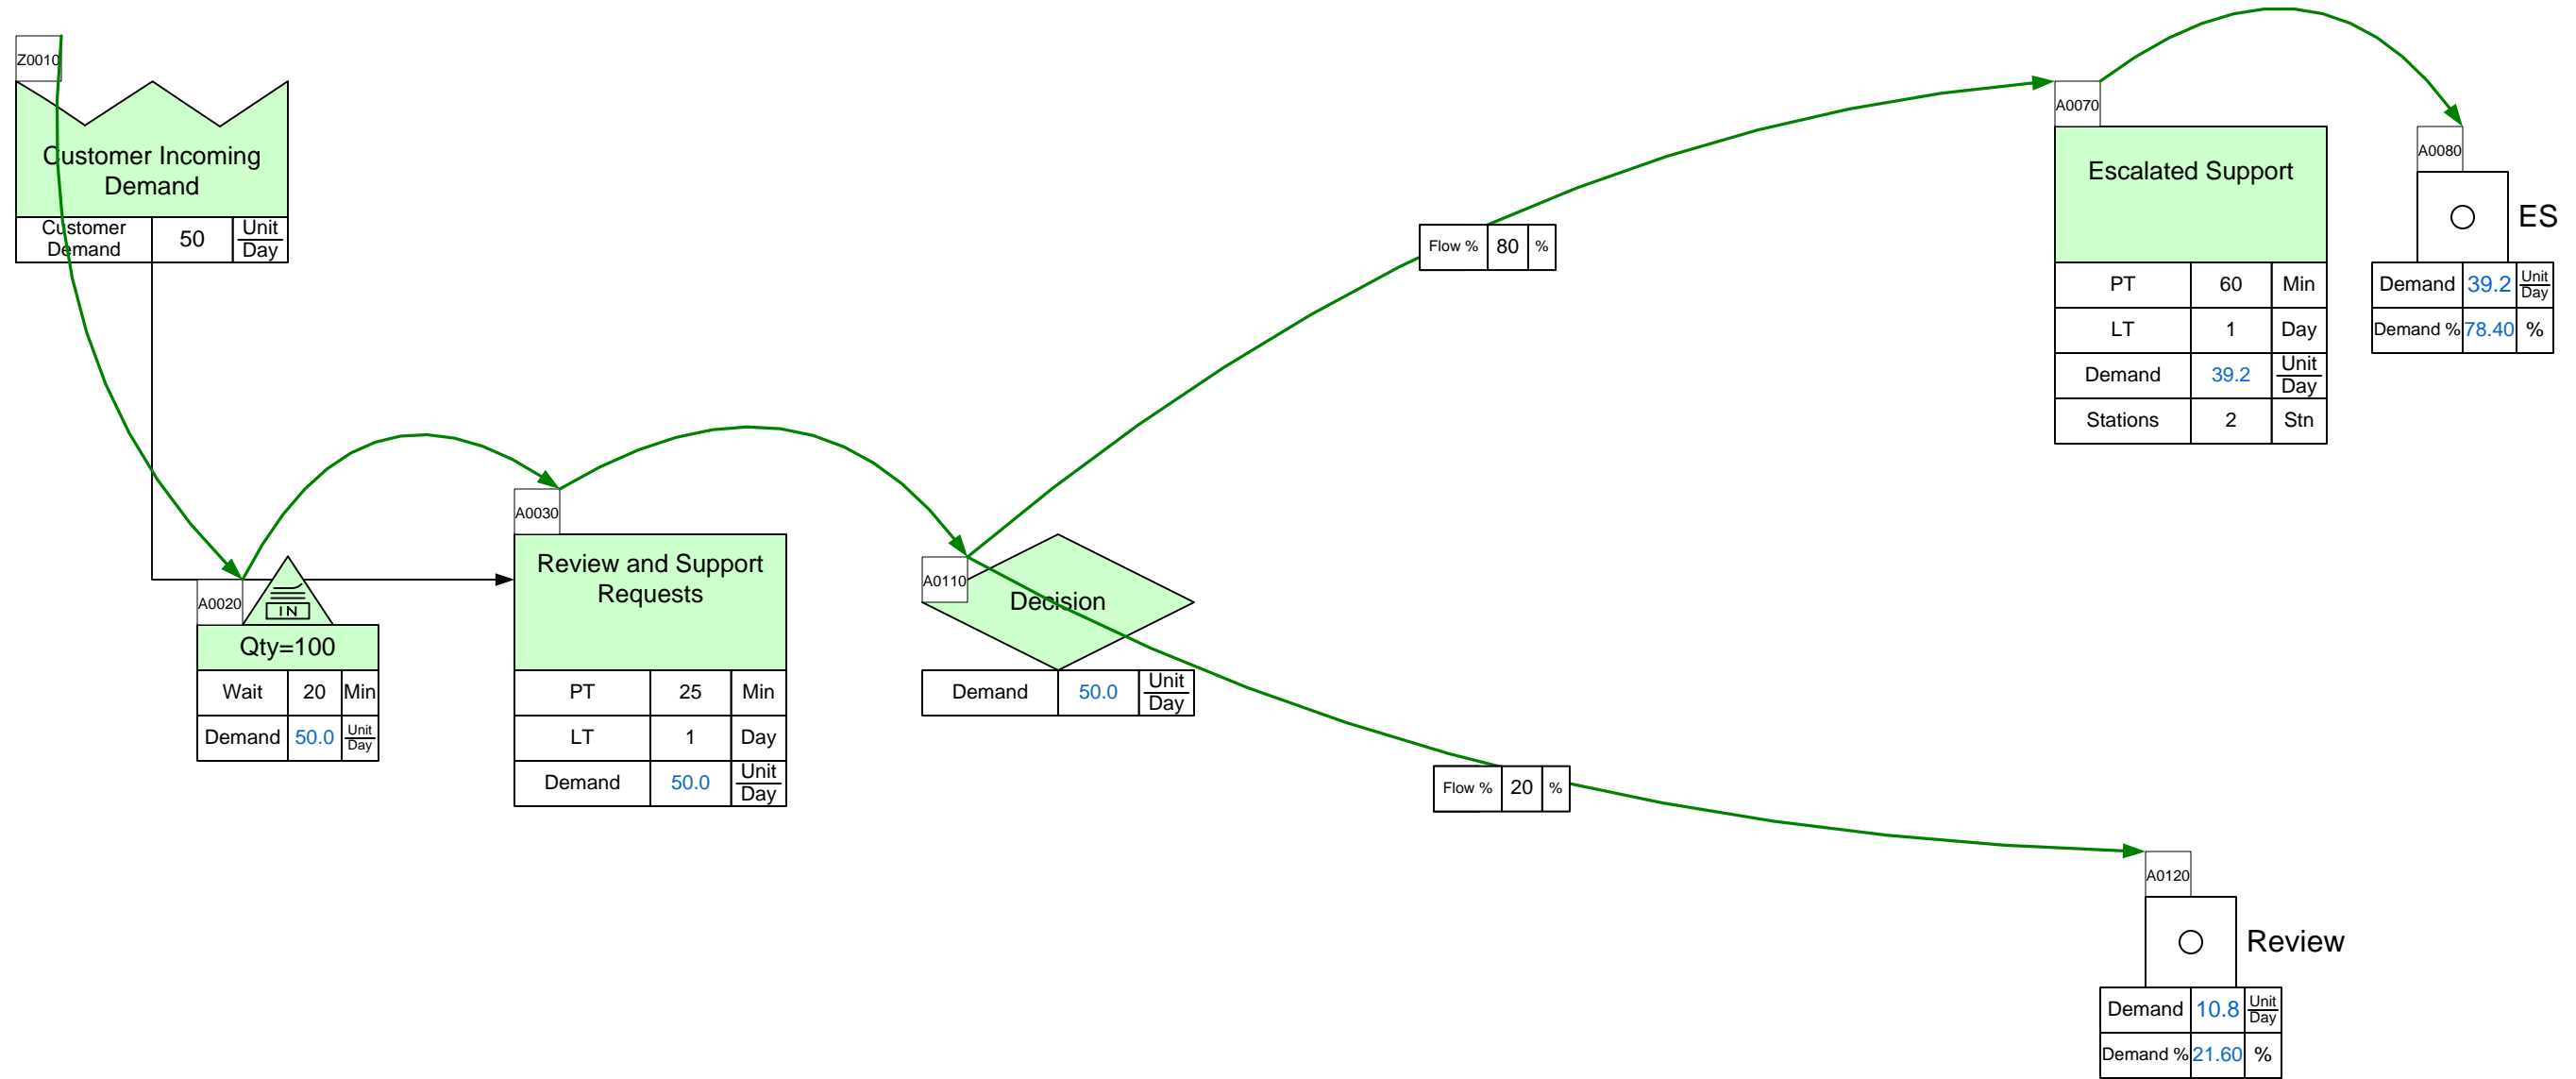 Z0010
Customer Incoming
Demand
Customer
Demand
50
Unit
Day
A0020
IN
Qty=100
Wait 20 Min
Demand 50.0 Unit
Day
A0030
Review and Support
Requests
PT 25 Min
LT 1 Day
Demand 50.0 Unit
Day
A0110
Decision
Demand 50.0 Unit
Day
Flow % 80 %
Flow % 20 %
A0070
Escalated Support
PT 60 Min
LT 1 Day
Demand 39.2 Unit
Day
Stations 2 Stn
A0080
ES
Demand 39.2 Unit
Day
Demand % 78.40 %
A0120
Review
Demand 10.8 Unit
Day
Demand % 21.60 %